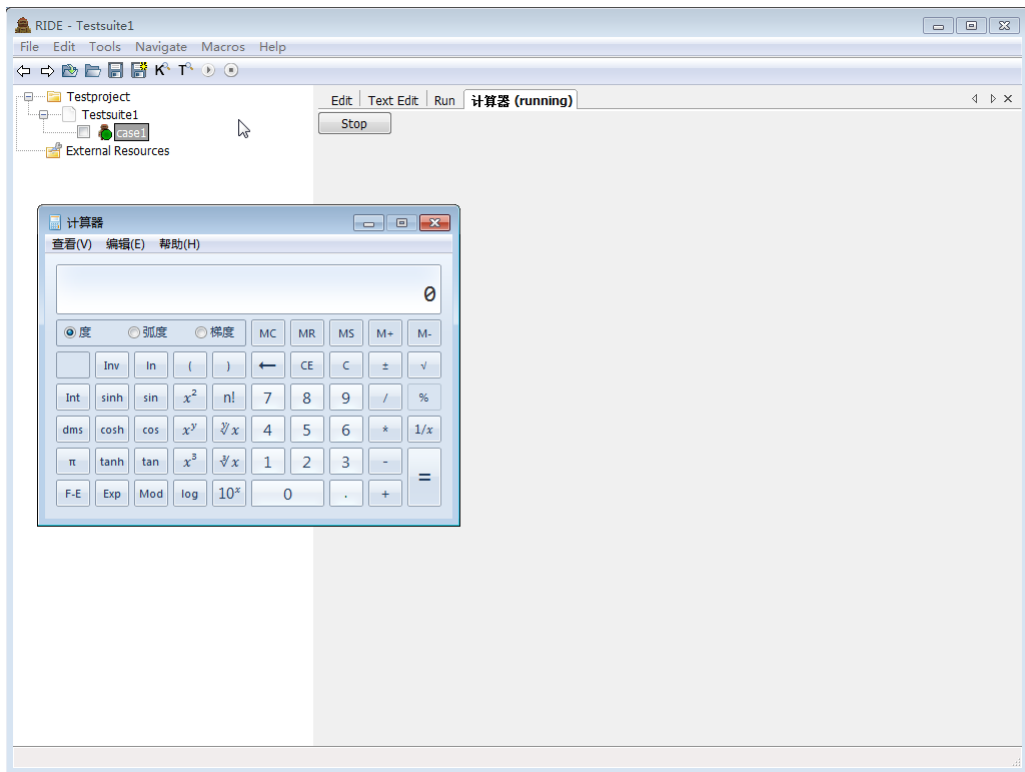 RIDE - Testsuite1
File Edit Tools Navigate Macros Help
K T
Testproject
Testsuite1
case1
External Resources
Edit Text Edit Run 计算器 (running)
Stop
计算器
查看(V) 编辑(E) 帮助(H)
0
度 弧度 梯度 MC MR MS M+ M-
Inv ln ( ) ← CE C ± √
Int sinh sin x² n! 7 8 9 / %
dms cosh cos xʸ ʸ√x 4 5 6 * 1/x
π tanh tan x³ ³√x 1 2 3 - =
F-E Exp Mod log 10ˣ 0 . +